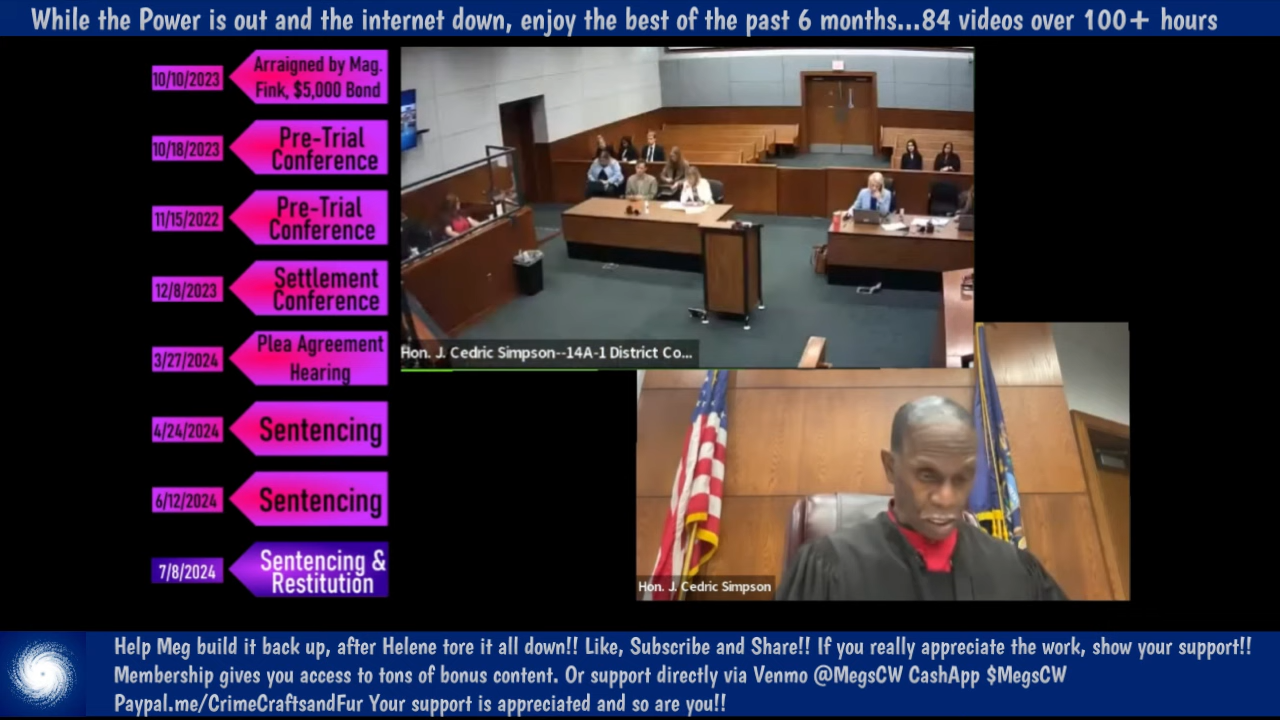 While the Power is out and the internet down, enjoy the best of the past 6 months...84 videos over 100+ hours
10/10/2023
Arraigned by Mag.
Fink, $5,000 Bond
10/18/2023
Pre-Trial
Conference
11/15/2022
Pre-Trial
Conference
12/8/2023
Settlement
Conference
3/27/2024
Plea Agreement
Hearing
4/24/2024
Sentencing
6/12/2024
Sentencing
7/8/2024
Sentencing &
Restitution
Hon. J. Cedric Simpson--14A-1 District Co...
Hon. J. Cedric Simpson
Help Meg build it back up, after Helene tore it all down!! Like, Subscribe and Share!! If you really appreciate the work, show your support!!
Membership gives you access to tons of bonus content. Or support directly via Venmo @MegsCW CashApp $MegsCW
Paypal.me/CrimeCraftsandFur Your support is appreciated and so are you!!